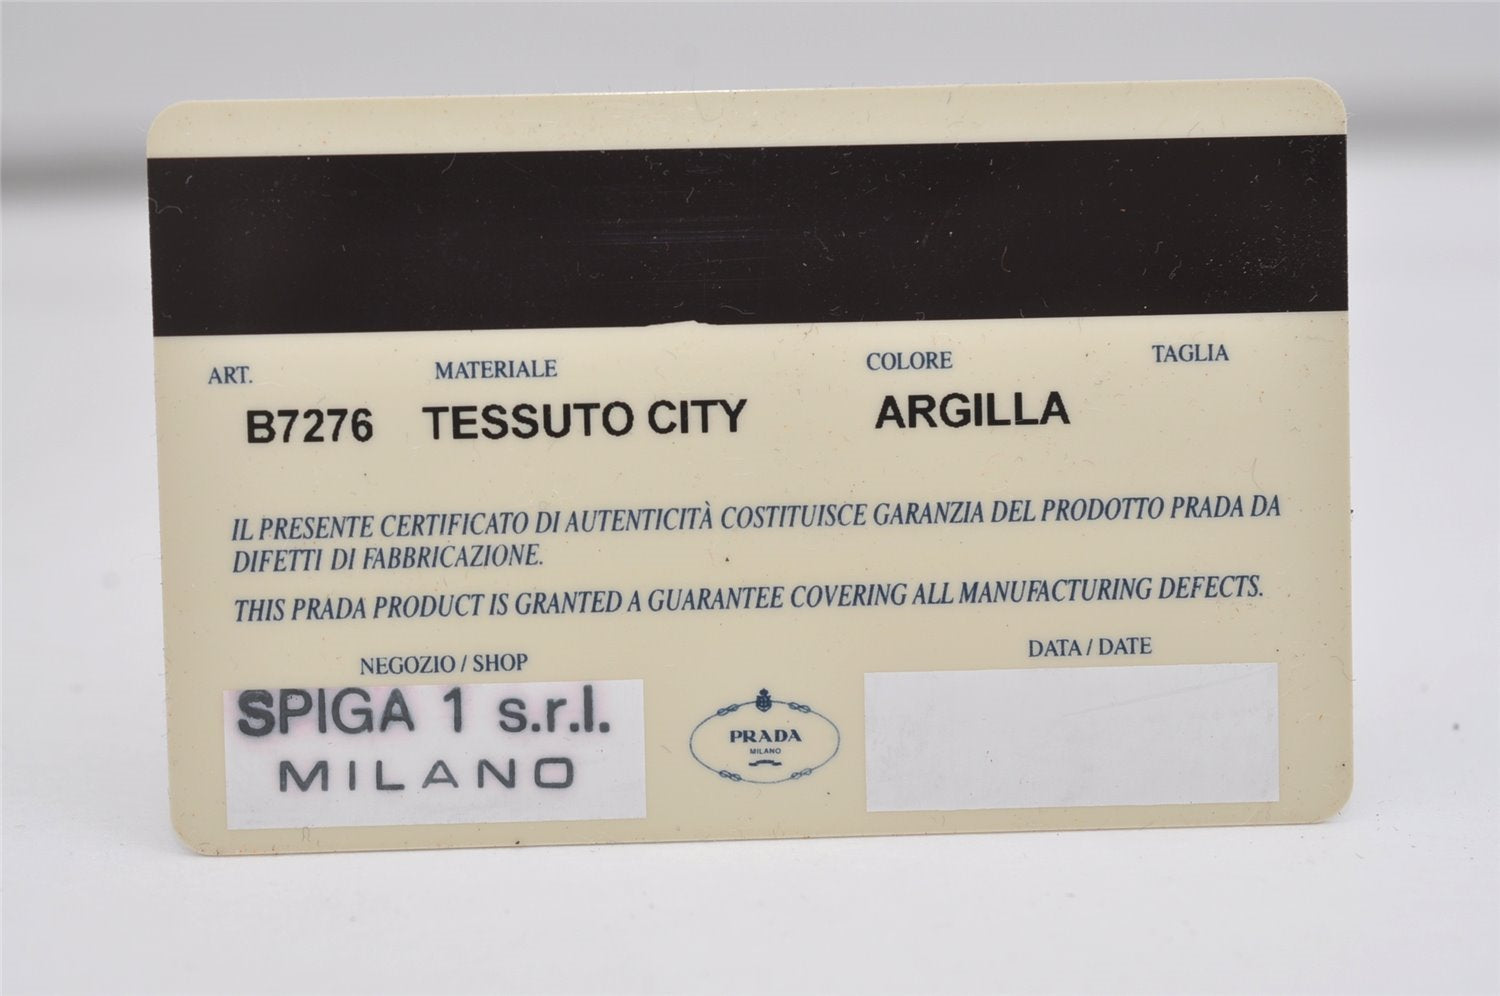 ART. MATERIALE COLORE TAGLIA
B7276 TESSUTO CITY ARGILLA
IL PRESENTE CERTIFICATO DI AUTENTICITÀ COSTITUISCE GARANZIA DEL PRODOTTO PRADA DA
DIFETTI DI FABBRICAZIONE.
THIS PRADA PRODUCT IS GRANTED A GUARANTEE COVERING ALL MANUFACTURING DEFECTS.
NEGOZIO / SHOP
SPIGA 1 s.r.l.
MILANO
PRADA
MILANO
DATA / DATE